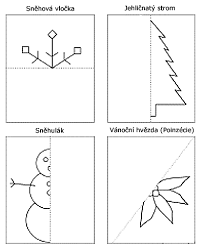 Sněhová vločka
Jehličnatý strom
Sněhulák
Vánoční hvězda (Poinzécie)